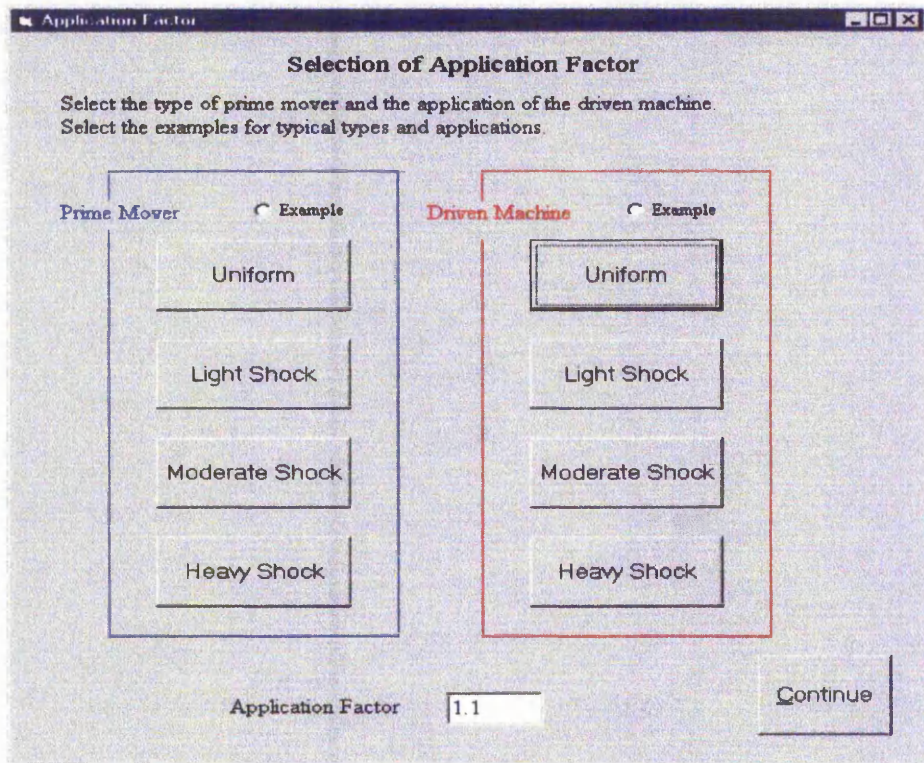 Application Factor
Selection of Application Factor
Select the type of prime mover and the application of the driven machine.
Select the examples for typical types and applications.
Prime Mover
Example
Uniform
Light Shock
Moderate Shock
Heavy Shock
Driven Machine
Example
Uniform
Light Shock
Moderate Shock
Heavy Shock
Application Factor
1.1
Continue